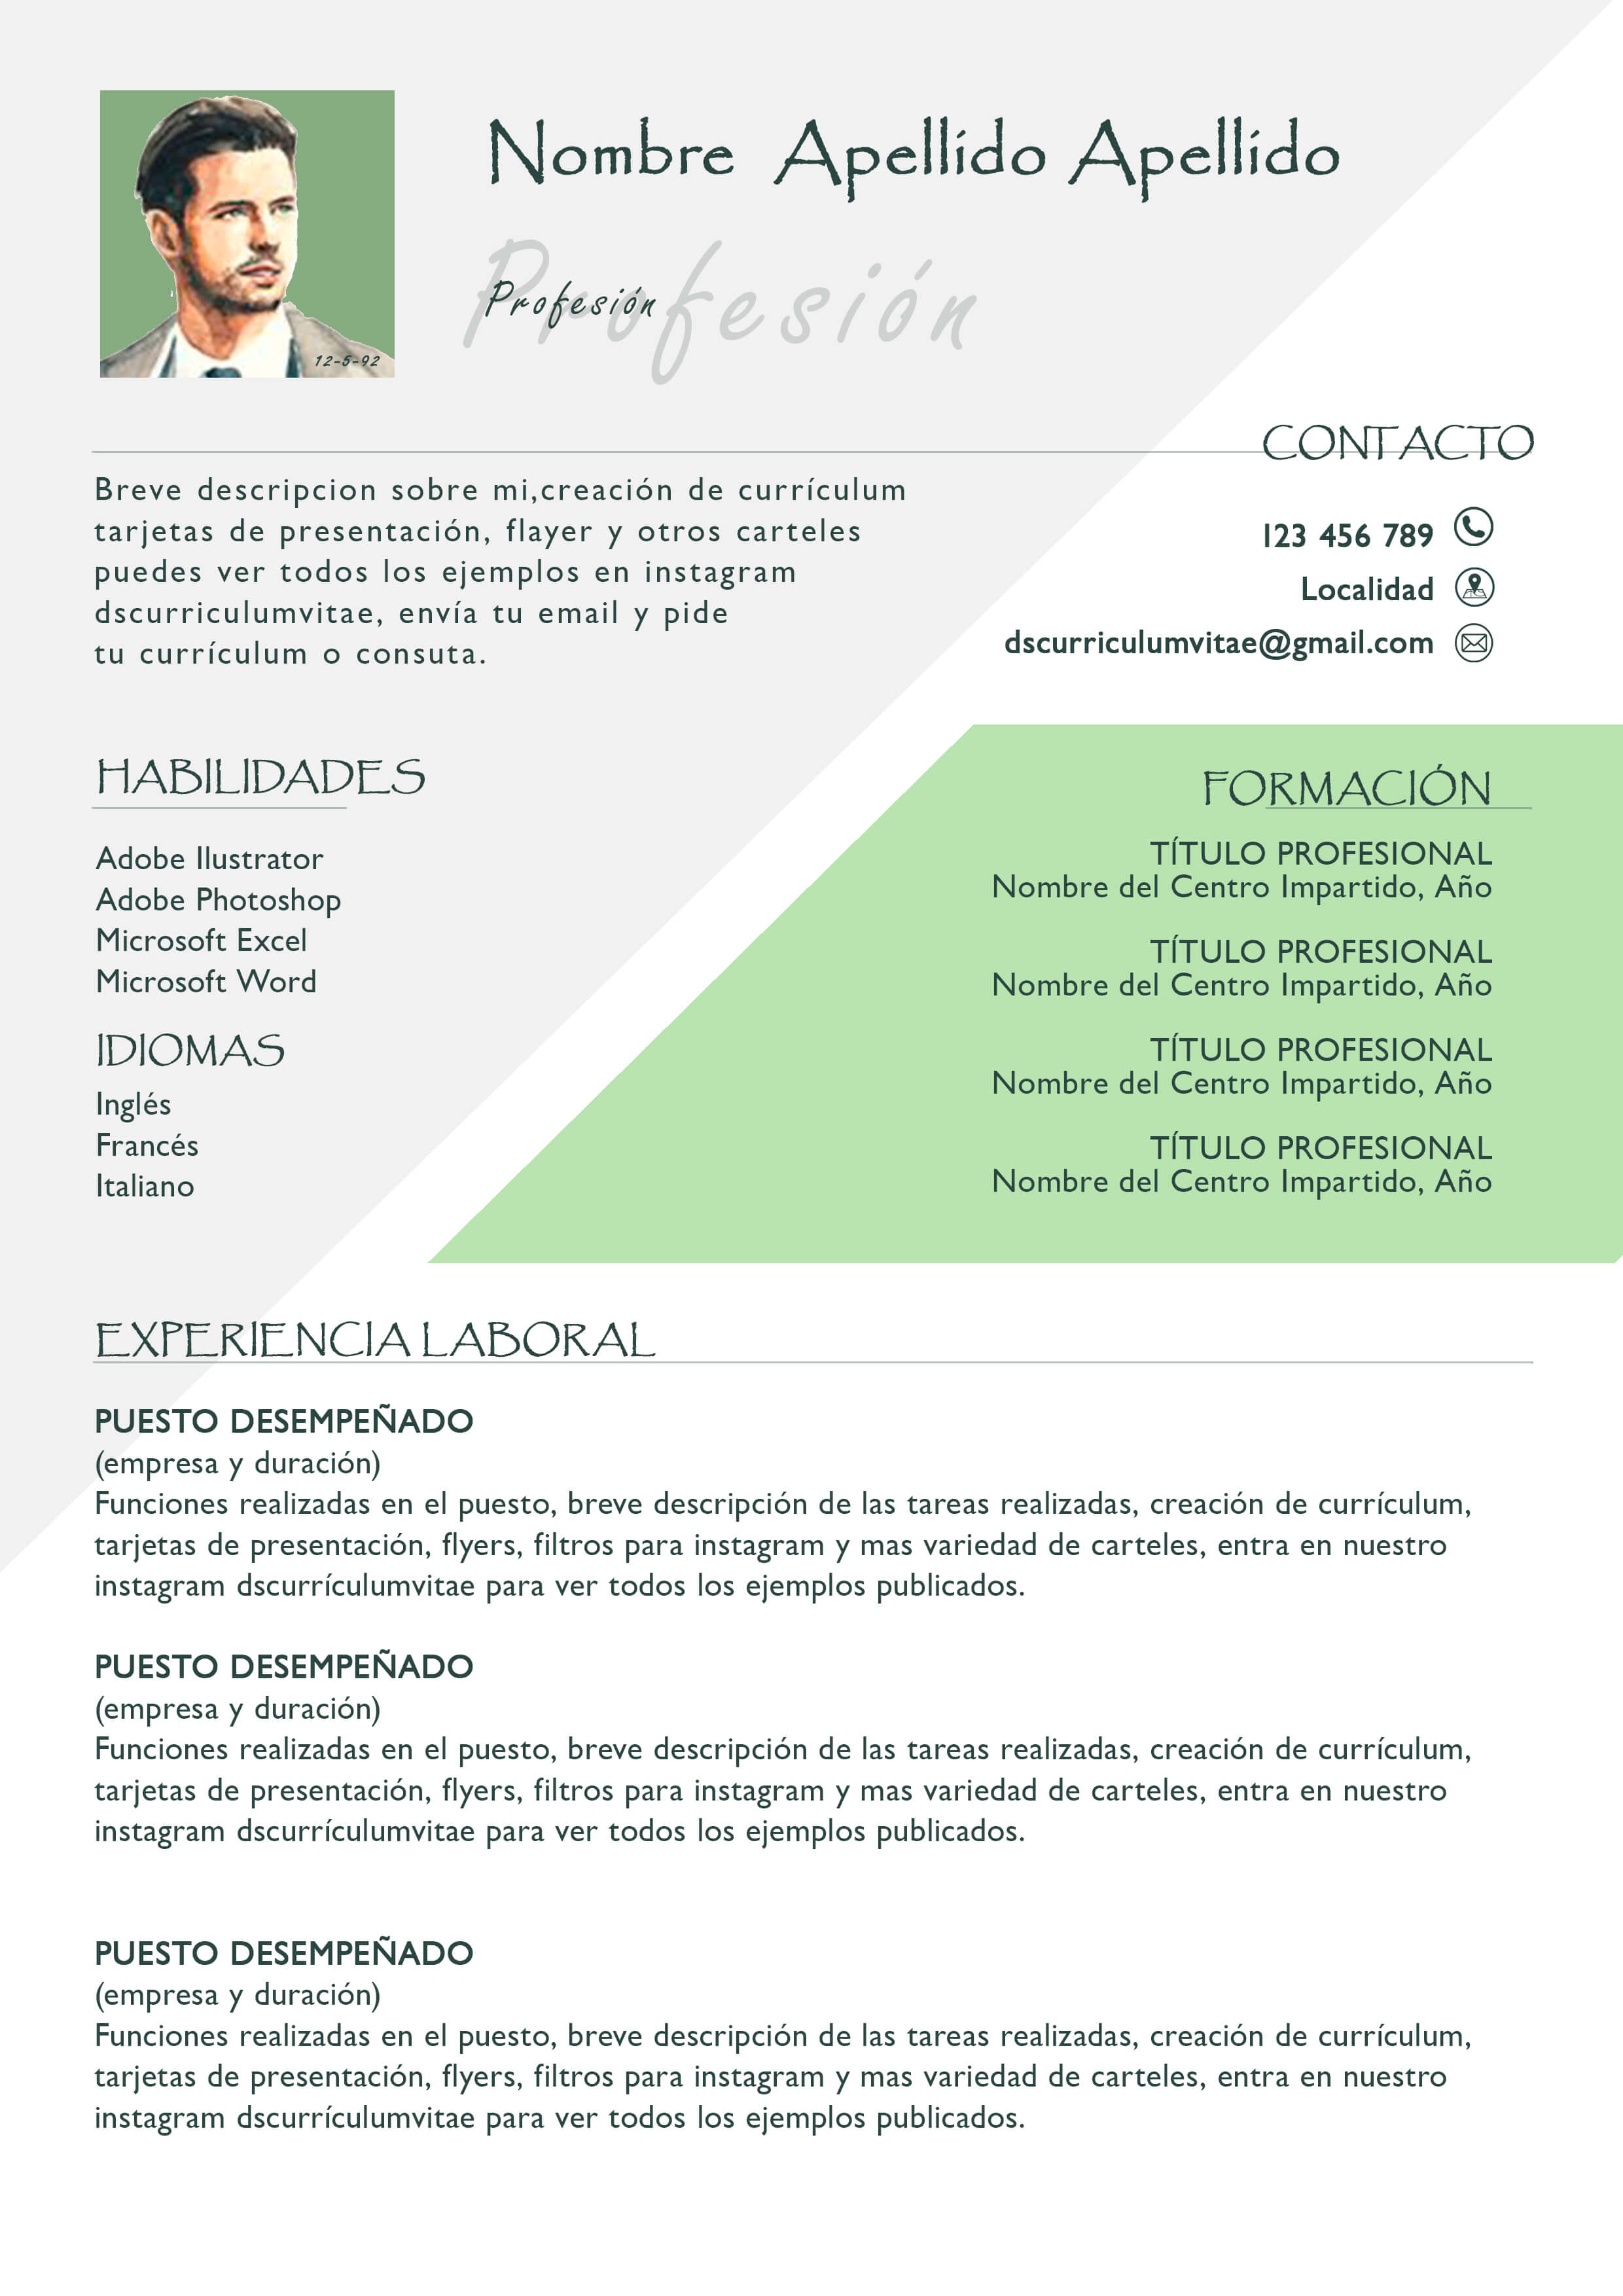 Nombre Apellido Apellido
Profesión
Profesión
12-5-92
CONTACTO
123 456 789
Localidad
dscurriculumvitae@gmail.com
Breve descripcion sobre mi,creación de currículum
tarjetas de presentación, flayer y otros carteles
puedes ver todos los ejemplos en instagram
dscurriculumvitae, envía tu email y pide
tu currículum o consuta.
HABILIDADES
Adobe Ilustrator
Adobe Photoshop
Microsoft Excel
Microsoft Word
IDIOMAS
Inglés
Francés
Italiano
FORMACIÓN
TÍTULO PROFESIONAL
Nombre del Centro Impartido, Año
TÍTULO PROFESIONAL
Nombre del Centro Impartido, Año
TÍTULO PROFESIONAL
Nombre del Centro Impartido, Año
TÍTULO PROFESIONAL
Nombre del Centro Impartido, Año
EXPERIENCIA LABORAL
PUESTO DESEMPEÑADO
(empresa y duración)
Funciones realizadas en el puesto, breve descripción de las tareas realizadas, creación de currículum,
tarjetas de presentación, flyers, filtros para instagram y mas variedad de carteles, entra en nuestro
instagram dscurrículumvitae para ver todos los ejemplos publicados.
PUESTO DESEMPEÑADO
(empresa y duración)
Funciones realizadas en el puesto, breve descripción de las tareas realizadas, creación de currículum,
tarjetas de presentación, flyers, filtros para instagram y mas variedad de carteles, entra en nuestro
instagram dscurrículumvitae para ver todos los ejemplos publicados.
PUESTO DESEMPEÑADO
(empresa y duración)
Funciones realizadas en el puesto, breve descripción de las tareas realizadas, creación de currículum,
tarjetas de presentación, flyers, filtros para instagram y mas variedad de carteles, entra en nuestro
instagram dscurrículumvitae para ver todos los ejemplos publicados.